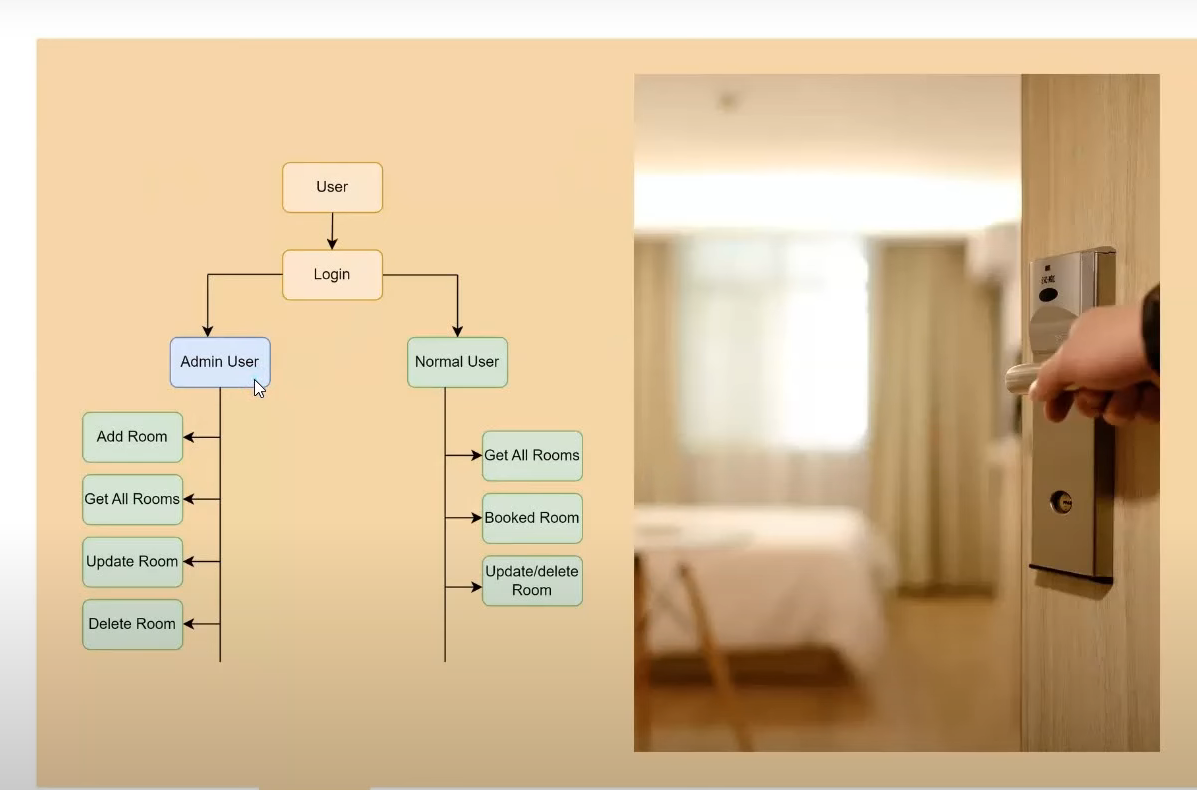 User
Login
Admin User
Normal User
Add Room
Get All Rooms
Update Room
Delete Room
Get All Rooms
Booked Room
Update/delete
Room